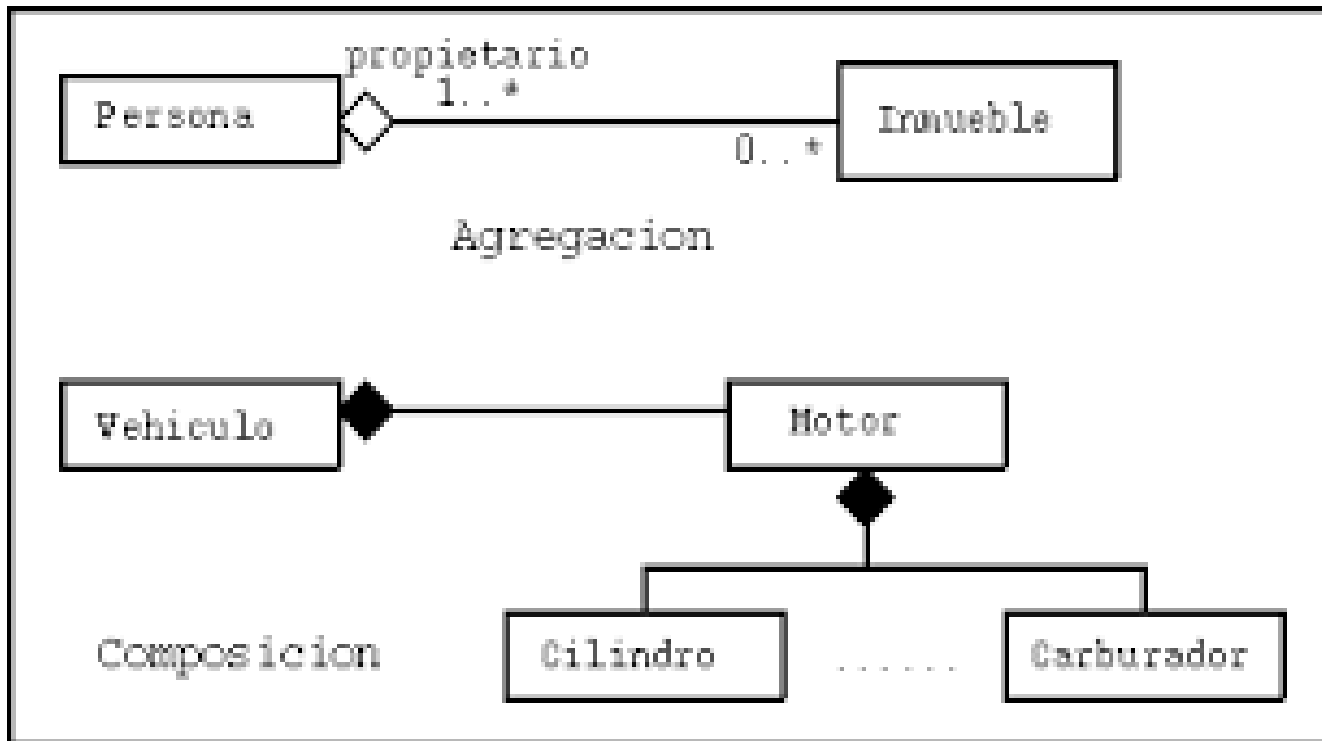 propietario
Persona
1..*
Inmueble
0..*
Agregacion
Vehiculo
Motor
Composicion
Cilindro
......
Carburador